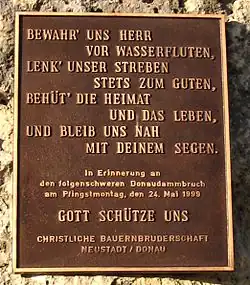 BEWAHR' UNS HERR
VOR WASSERFLUTEN,
LENK' UNSER STREBEN
STETS ZUM GUTEN,
BEHÜT' DIE HEIMAT
UND DAS LEBEN,
UND BLEIB UNS NAH
MIT DEINEM SEGEN.
In Erinnerung an
den folgenschweren Donaudammbruch
am Pfingstmontag, den 24. Mai 1999
GOTT SCHÜTZE UNS
CHRISTLICHE BAUERNBRUDERSCHAFT
NEUSTADT/DONAU